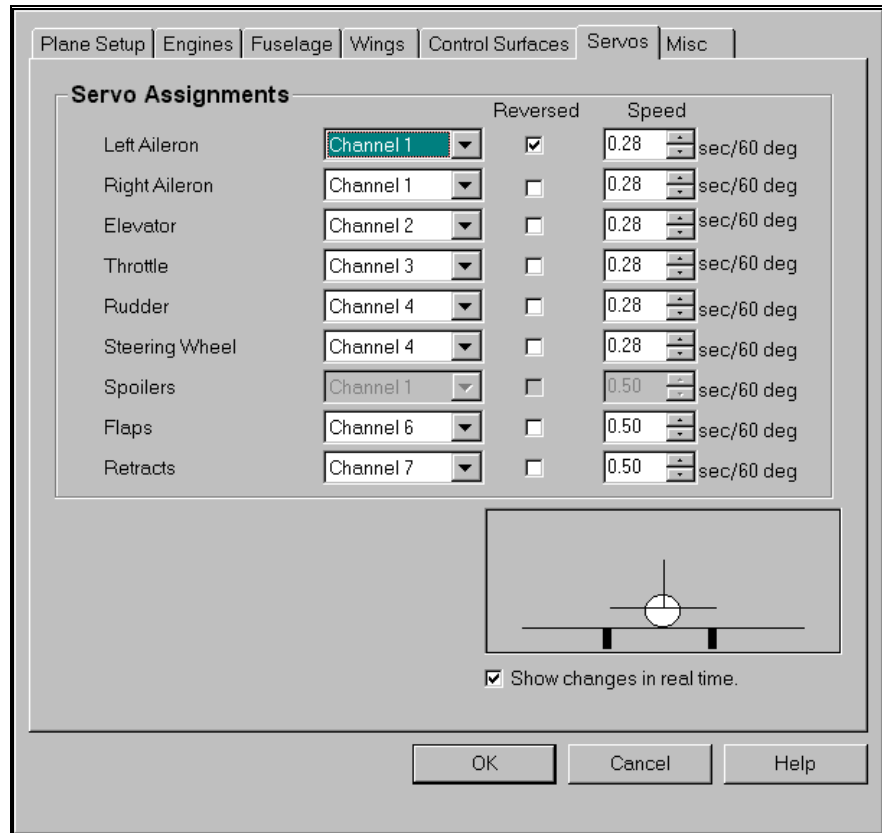 Plane Setup Engines Fuselage Wings Control Surfaces Servos Misc
Servo Assignments
Reversed Speed
Left Aileron Channel 1 0.28 sec/60 deg
Right Aileron Channel 1 0.28 sec/60 deg
Elevator Channel 2 0.28 sec/60 deg
Throttle Channel 3 0.28 sec/60 deg
Rudder Channel 4 0.28 sec/60 deg
Steering Wheel Channel 4 0.28 sec/60 deg
Spoilers Channel 1 0.50 sec/60 deg
Flaps Channel 6 0.50 sec/60 deg
Retracts Channel 7 0.50 sec/60 deg
Show changes in real time.
OK Cancel Help